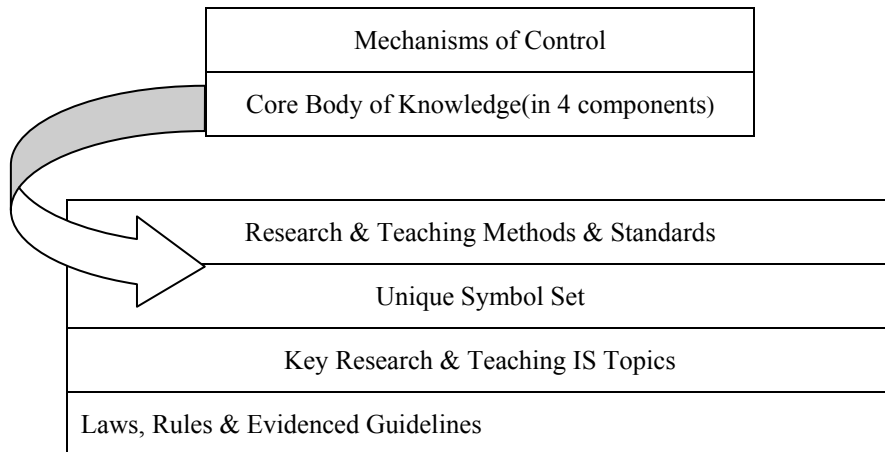 Mechanisms of Control
Core Body of Knowledge(in 4 components)
Research & Teaching Methods & Standards
Unique Symbol Set
Key Research & Teaching IS Topics
Laws, Rules & Evidenced Guidelines